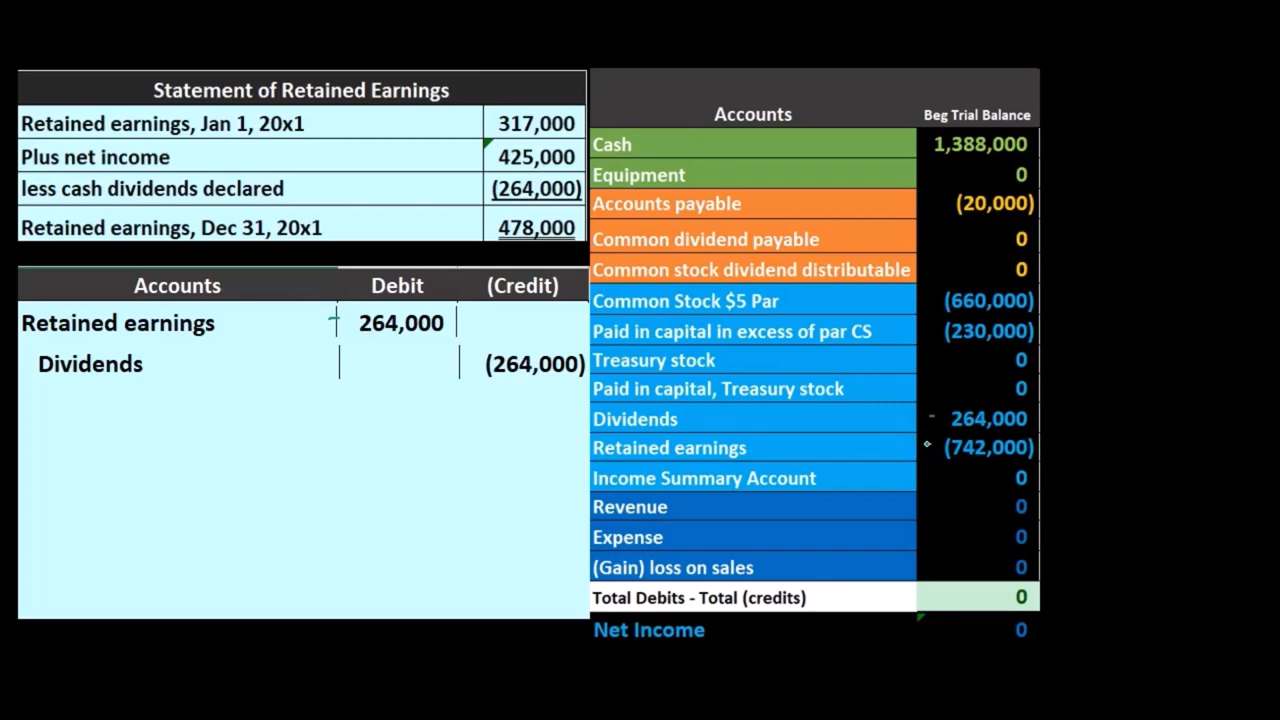 Statement of Retained Earnings
Retained earnings, Jan 1, 20x1 317,000
Plus net income 425,000
less cash dividends declared (264,000)
Retained earnings, Dec 31, 20x1 478,000
Accounts Debit (Credit)
Retained earnings 264,000
Dividends (264,000)
Accounts Beg Trial Balance
Cash 1,388,000
Equipment 0
Accounts payable (20,000)
Common dividend payable 0
Common stock dividend distributable 0
Common Stock $5 Par (660,000)
Paid in capital in excess of par CS (230,000)
Treasury stock 0
Paid in capital, Treasury stock 0
Dividends 264,000
Retained earnings (742,000)
Income Summary Account 0
Revenue 0
Expense 0
(Gain) loss on sales 0
Total Debits - Total (credits) 0
Net Income 0